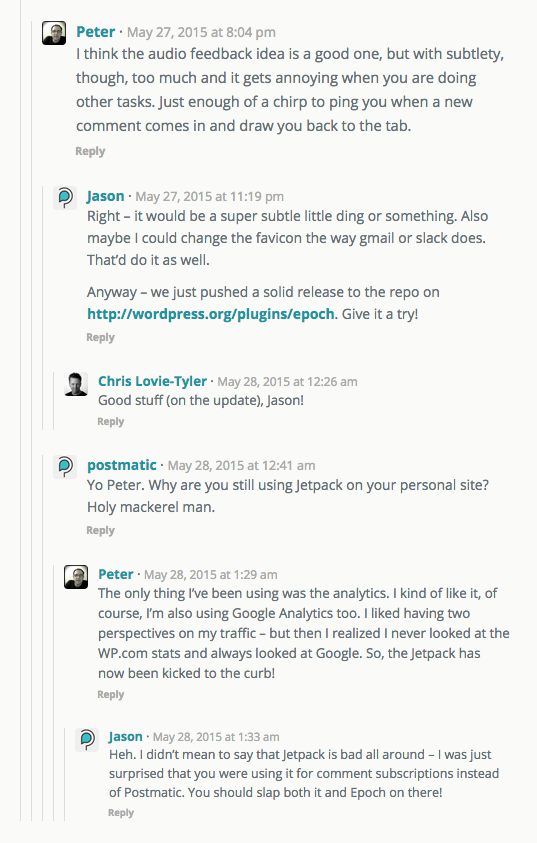 Peter · May 27, 2015 at 8:04 pm
I think the audio feedback idea is a good one, but with subtlety,
though, too much and it gets annoying when you are doing
other tasks. Just enough of a chirp to ping you when a new
comment comes in and draw you back to the tab.
Reply
Jason · May 27, 2015 at 11:19 pm
Right – it would be a super subtle little ding or something. Also
maybe I could change the favicon the way gmail or slack does.
That’d do it as well.
Anyway – we just pushed a solid release to the repo on
http://wordpress.org/plugins/epoch. Give it a try!
Reply
Chris Lovie-Tyler · May 28, 2015 at 12:26 am
Good stuff (on the update), Jason!
Reply
postmatic · May 28, 2015 at 12:41 am
Yo Peter. Why are you still using Jetpack on your personal site?
Holy mackerel man.
Reply
Peter · May 28, 2015 at 1:29 am
The only thing I’ve been using was the analytics. I kind of like it, of
course, I’m also using Google Analytics too. I liked having two
perspectives on my traffic – but then I realized I never looked at the
WP.com stats and always looked at Google. So, the Jetpack has
now been kicked to the curb!
Reply
Jason · May 28, 2015 at 1:33 am
Heh. I didn’t mean to say that Jetpack is bad all around – I was just
surprised that you were using it for comment subscriptions instead
of Postmatic. You should slap both it and Epoch on there!
Reply